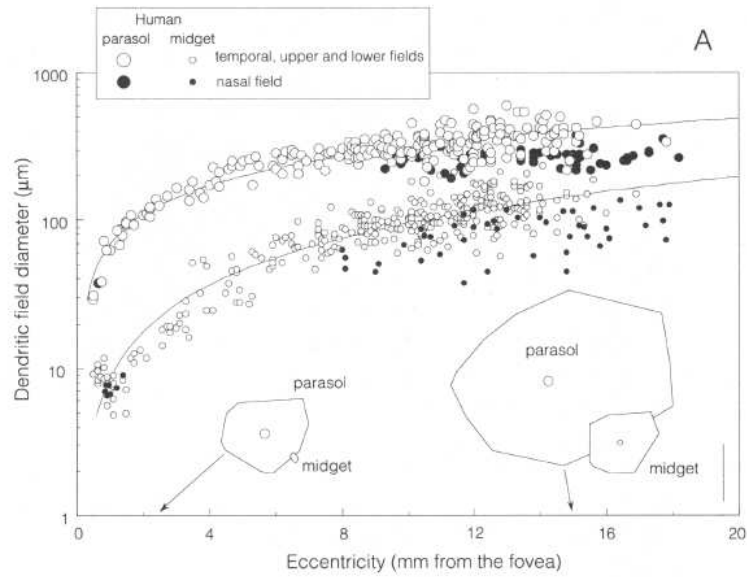 Human
parasol midget
temporal, upper and lower fields
nasal field
A
1000
100
10
1
Dendritic field diameter (μm)
parasol
midget
parasol
midget
0 4 8 12 16 20
Eccentricity (mm from the fovea)